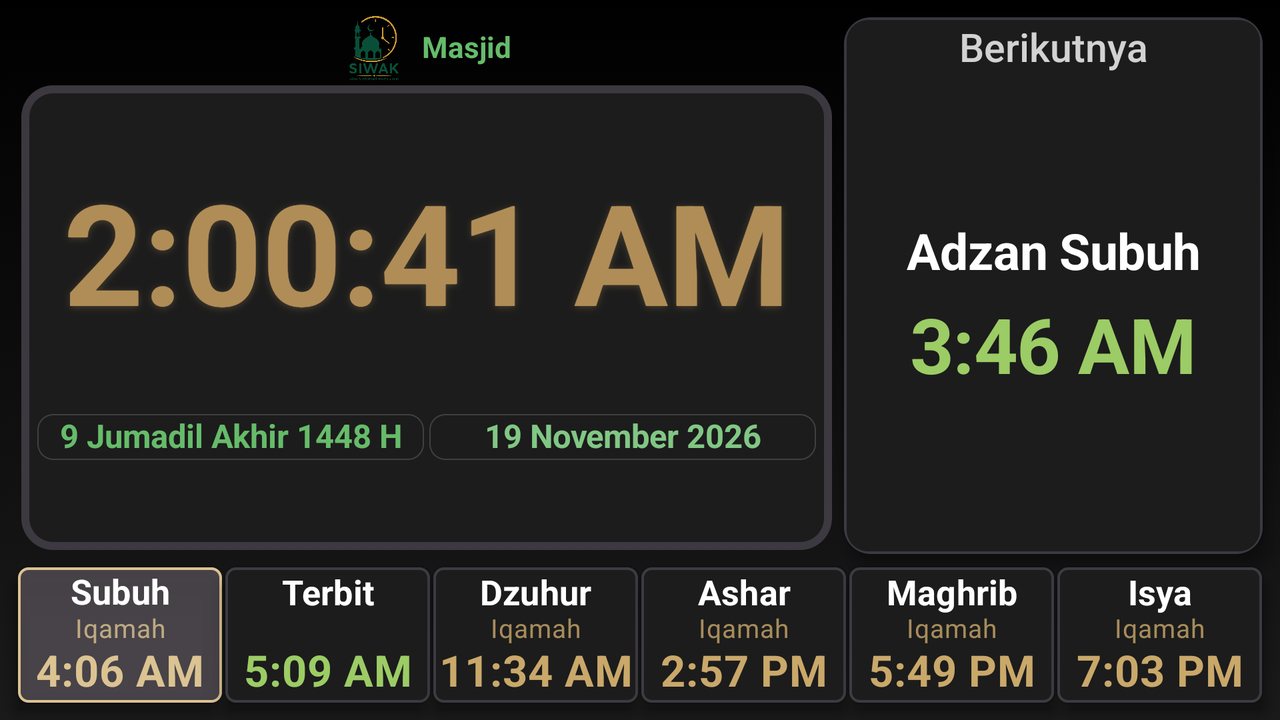 SIWAK
Masjid
2:00:41 AM
9 Jumadil Akhir 1448 H
19 November 2026
Berikutnya
Adzan Subuh
3:46 AM
Subuh
Iqamah
4:06 AM
Terbit
5:09 AM
Dzuhur
Iqamah
11:34 AM
Ashar
Iqamah
2:57 PM
Maghrib
Iqamah
5:49 PM
Isya
Iqamah
7:03 PM